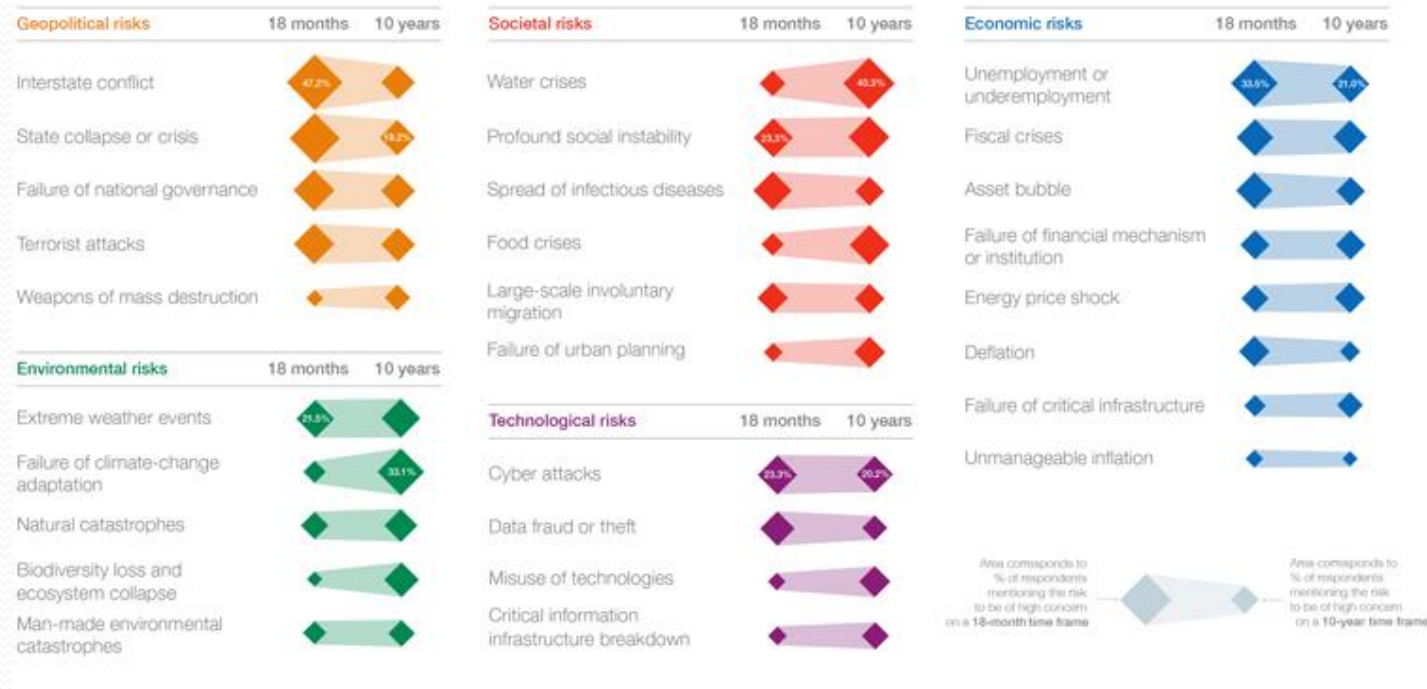 Geopolitical risks 18 months 10 years
Interstate conflict 47.2%
State collapse or crisis 19.2%
Failure of national governance
Terrorist attacks
Weapons of mass destruction
Environmental risks 18 months 10 years
Extreme weather events 21.5%
Failure of climate-change
adaptation 33.1%
Natural catastrophes
Biodiversity loss and
ecosystem collapse
Man-made environmental
catastrophes
Societal risks 18 months 10 years
Water crises 40.3%
Profound social instability 23.3%
Spread of infectious diseases
Food crises
Large-scale involuntary
migration
Failure of urban planning
Technological risks 18 months 10 years
Cyber attacks 23.3% 20.2%
Data fraud or theft
Misuse of technologies
Critical information
infrastructure breakdown
Economic risks 18 months 10 years
Unemployment or
underemployment 33.5% 21.0%
Fiscal crises
Asset bubble
Failure of financial mechanism
or institution
Energy price shock
Deflation
Failure of critical infrastructure
Unmanageable inflation
Area corresponds to
% of respondents
mentioning the risk
to be of high concern
on a 18-month time frame
Area corresponds to
% of respondents
mentioning the risk
to be of high concern
on a 10-year time frame